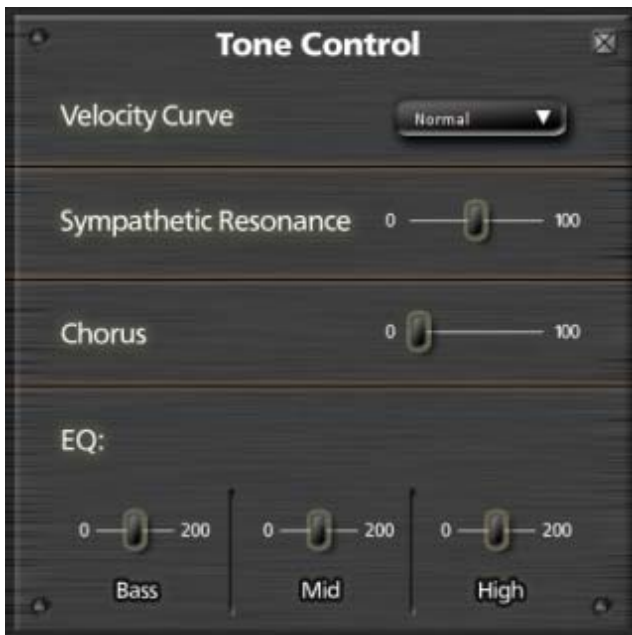 Tone Control
Velocity Curve Normal
Sympathetic Resonance 0 100
Chorus 0 100
EQ:
0 200 0 200 0 200
Bass Mid High